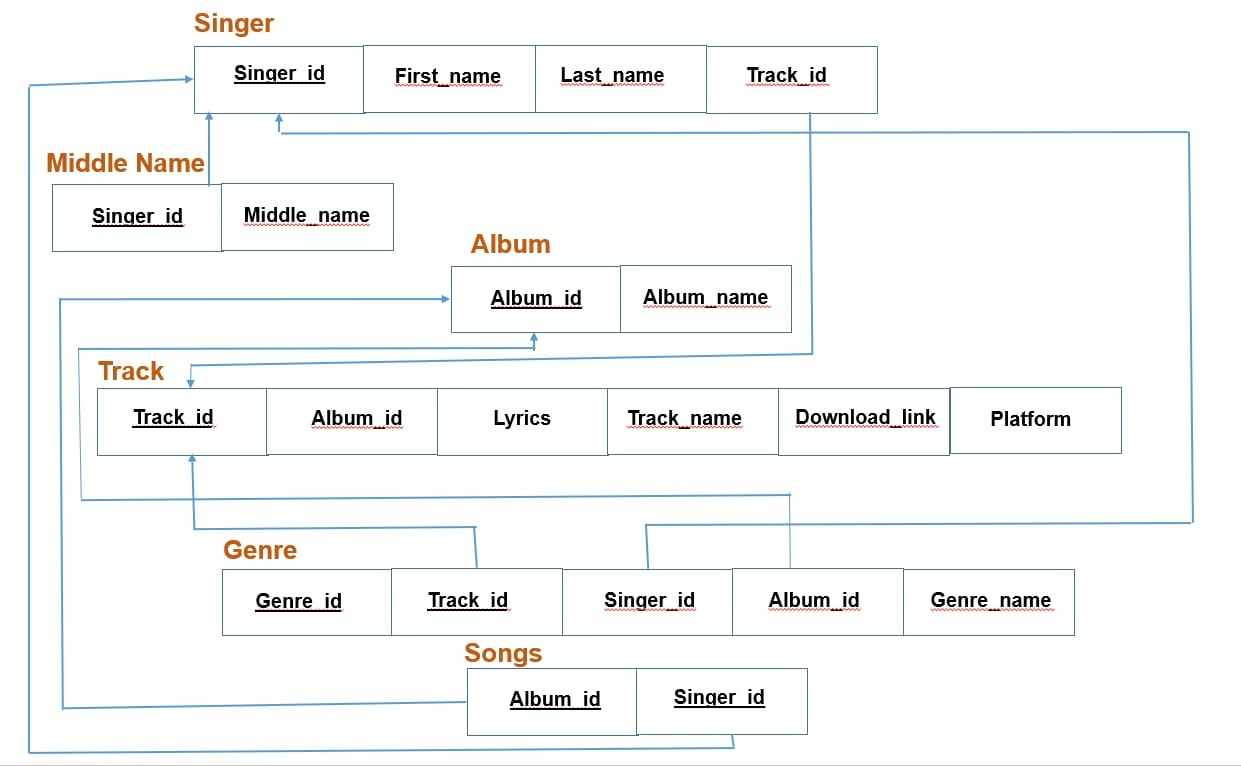 Singer
Singer_id First_name Last_name Track_id
Middle Name
Singer_id Middle_name
Album
Album_id Album_name
Track
Track_id Album_id Lyrics Track_name Download_link Platform
Genre
Genre_id Track_id Singer_id Album_id Genre_name
Songs
Album_id Singer_id